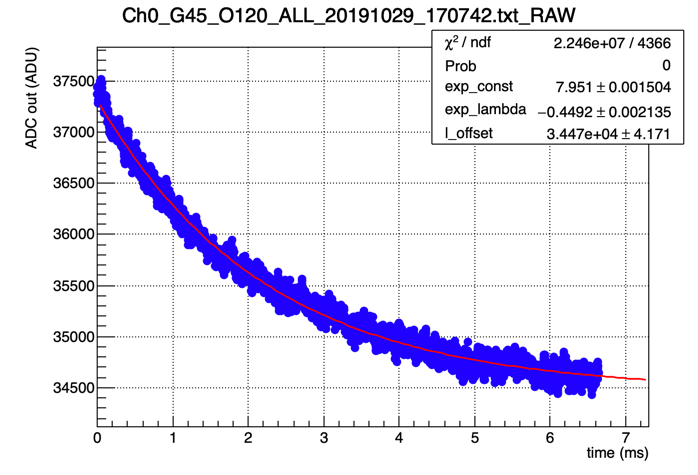 Ch0_G45_O120_ALL_20191029_170742.txt_RAW
χ² / ndf 2.246e+07 / 4366
Prob 0
exp_const 7.951 ± 0.001504
exp_lambda −0.4492 ± 0.002135
l_offset 3.447e+04 ± 4.171
ADC out (ADU)
37500
37000
36500
36000
35500
35000
34500
0 1 2 3 4 5 6 7
time (ms)